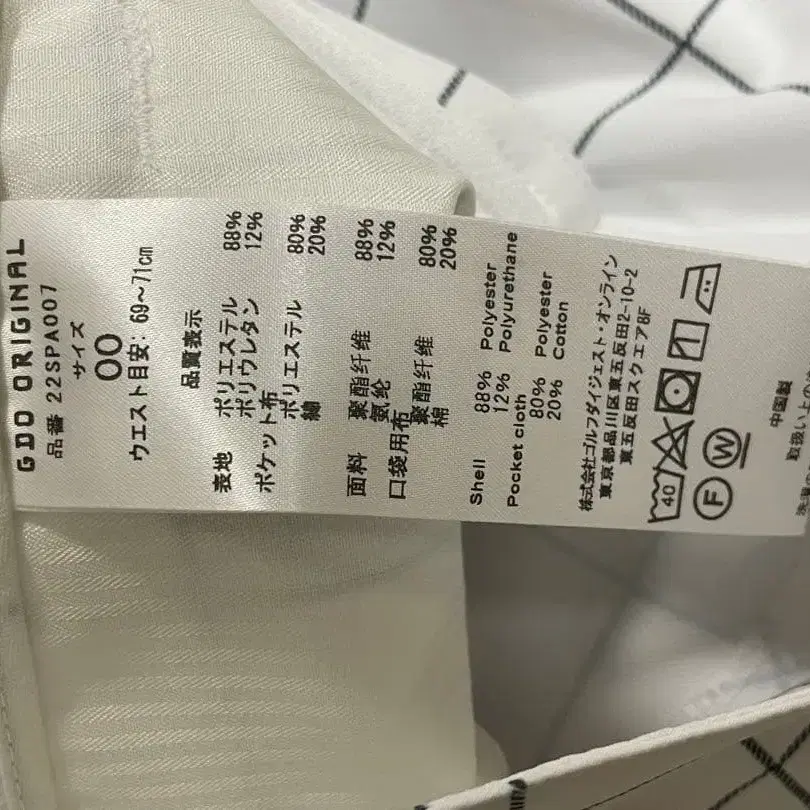 GDO ORIGINAL
品番 22SPA007
サイズ
00
ウエスト目安: 69～71cm
品質表示
表地 ポリエステル 88%
ポリウレタン 12%
ポケット布
ポリエステル 80%
綿 20%
面料 聚酯纤维 88%
氨纶 12%
口袋用布
聚酯纤维 80%
棉 20%
Shell 88% Polyester
12% Polyurethane
Pocket cloth
80% Polyester
20% Cotton
株式会社ゴルフダイジェスト・オンライン
東京都品川区東五反田2-10-2
東五反田スクエア8F
40
F W
中国製
取扱い上の